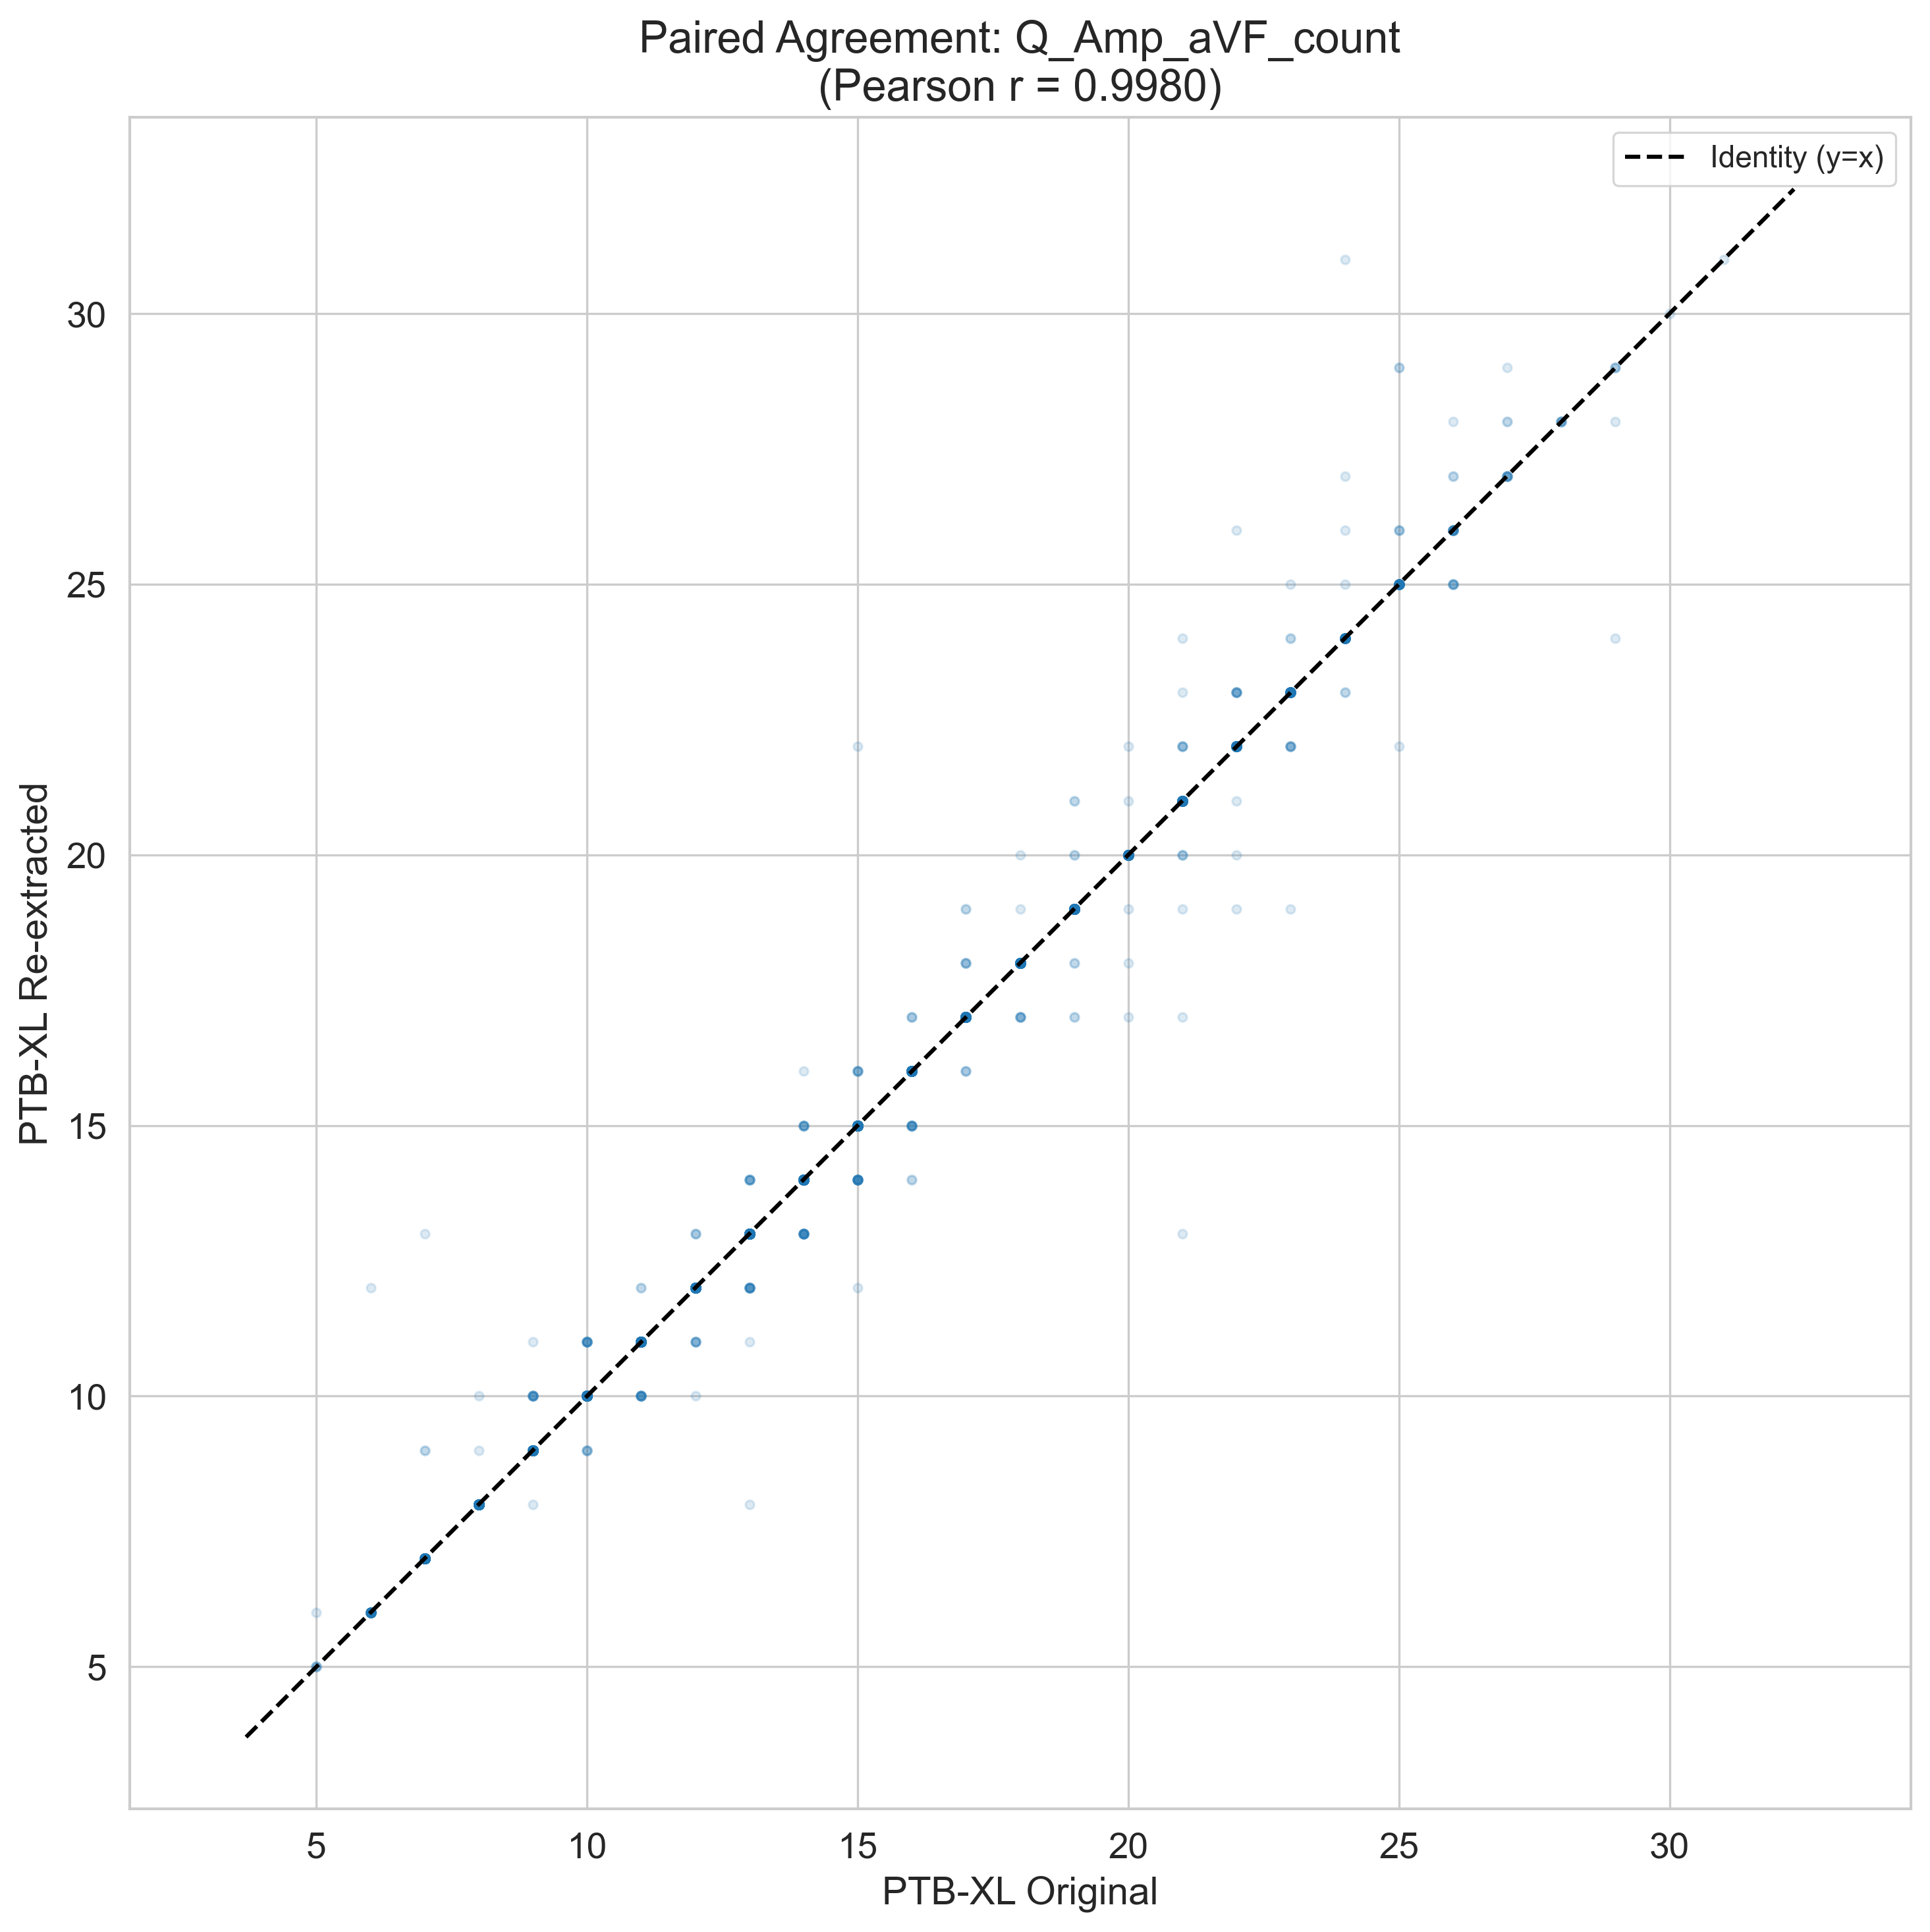 Paired Agreement: Q_Amp_aVF_count
(Pearson r = 0.9980)
Identity (y=x)
PTB-XL Re-extracted
30
25
20
15
10
5
5 10 15 20 25 30
PTB-XL Original